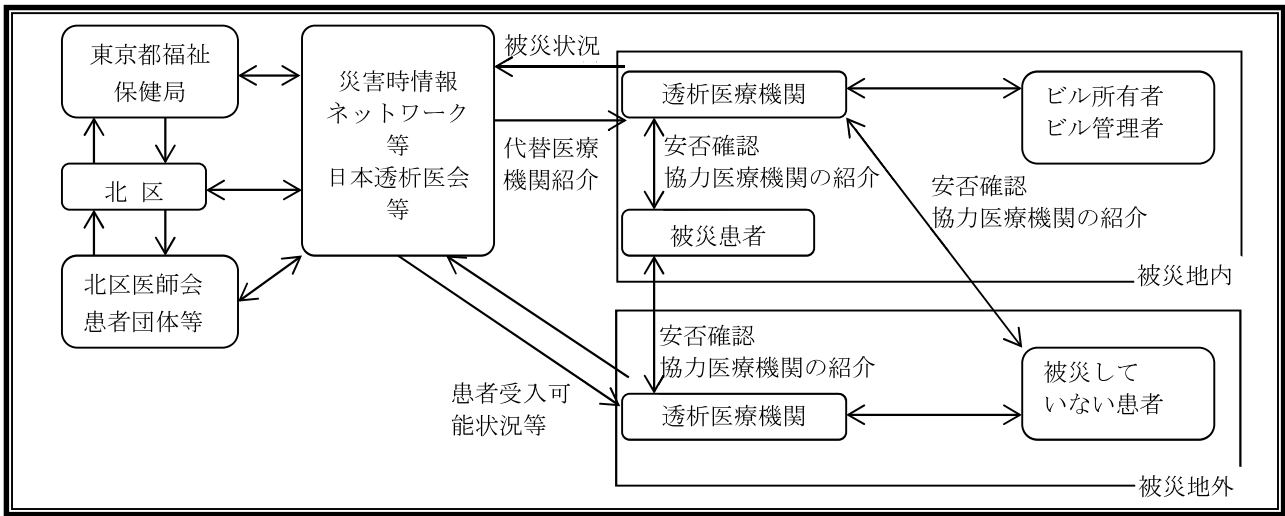 東京都福祉
保健局
北 区
北区医師会
患者団体等
災害時情報
ネットワーク
等
日本透析医会
等
被災状況
代替医療
機関紹介
患者受入可
能状況等
透析医療機関
ビル所有者
ビル管理者
安否確認
協力医療機関の紹介
安否確認
協力医療機関の紹介
被災患者
被災地内
安否確認
協力医療機関の紹介
透析医療機関
被災して
いない患者
被災地外